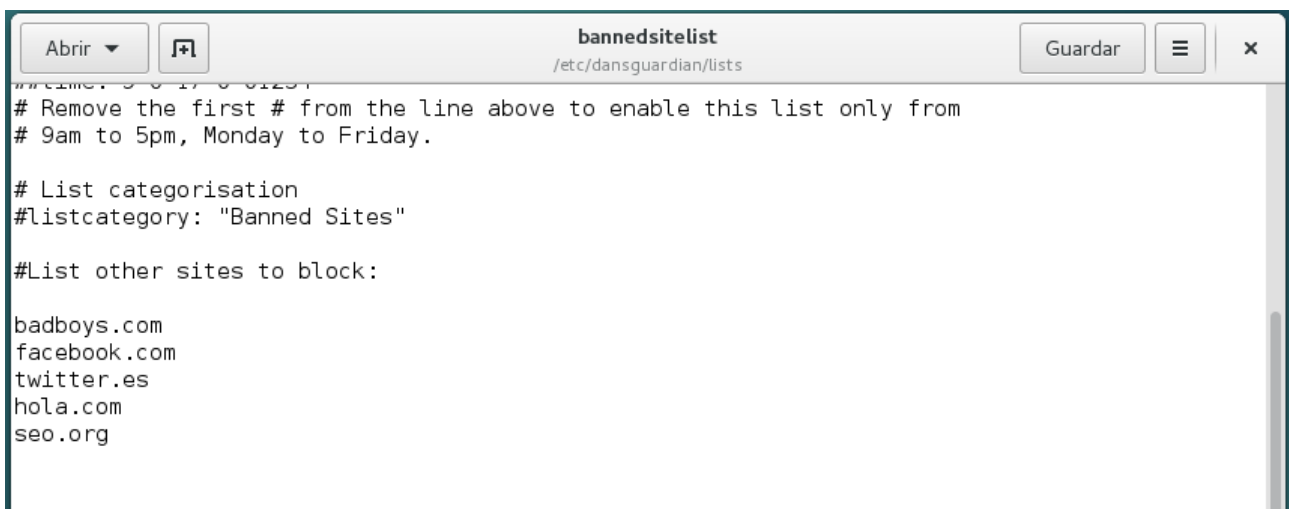 Abrir
bannedsitelist
/etc/dansguardian/lists
Guardar
# Remove the first # from the line above to enable this list only from
# 9am to 5pm, Monday to Friday.
# List categorisation
#listcategory: "Banned Sites"
#List other sites to block:
badboys.com
facebook.com
twitter.es
hola.com
seo.org